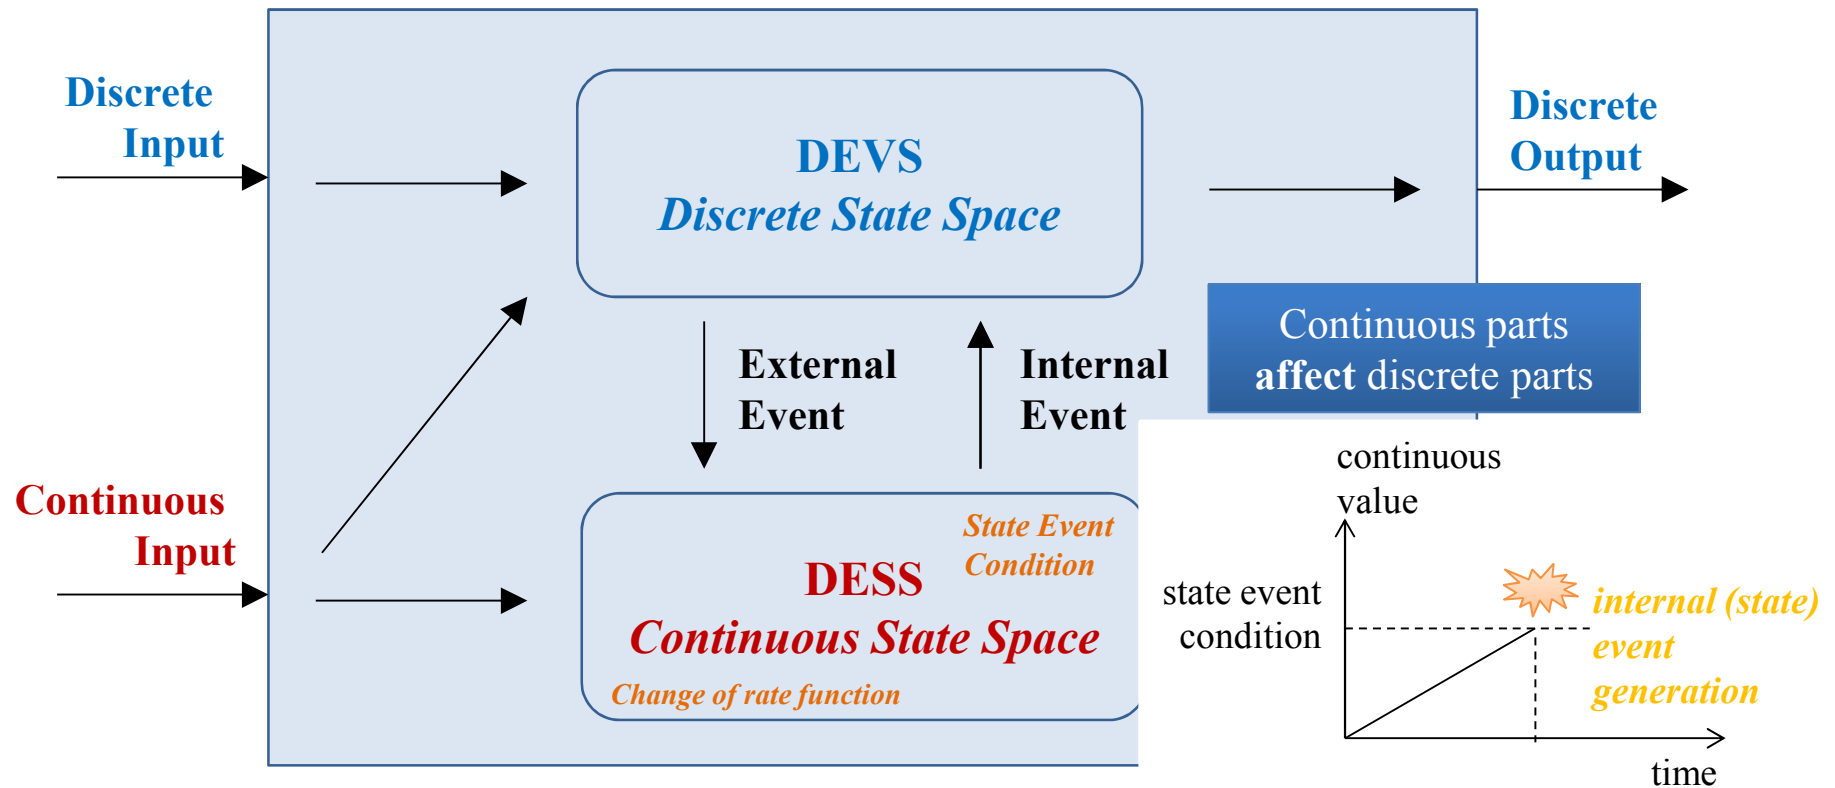 Discrete
Input
DEVS
Discrete State Space
Discrete
Output
External
Event
Internal
Event
Continuous parts
affect discrete parts
Continuous
Input
State Event
Condition
DESS
Continuous State Space
Change of rate function
continuous
value
state event
condition
internal (state)
event
generation
time